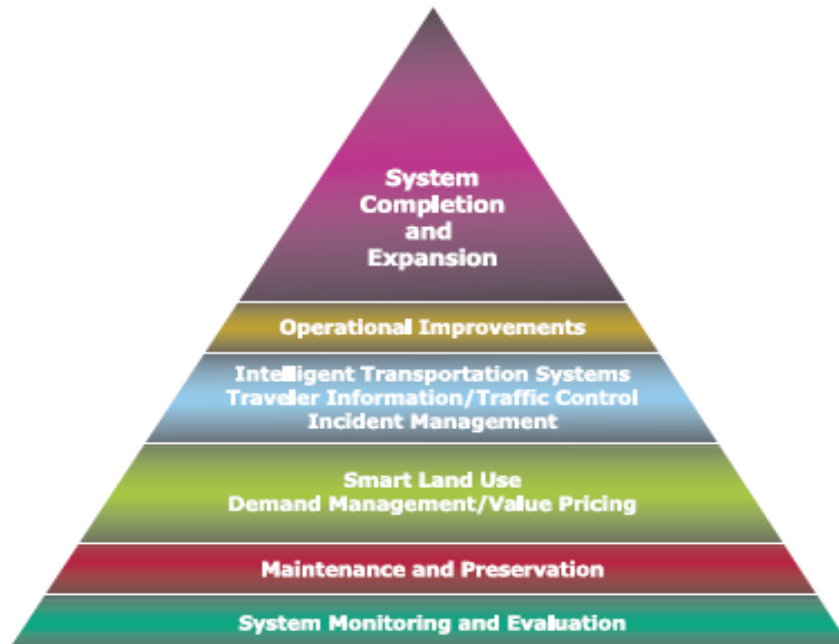 System
Completion
and
Expansion
Operational Improvements
Intelligent Transportation Systems
Traveler Information/Traffic Control
Incident Management
Smart Land Use
Demand Management/Value Pricing
Maintenance and Preservation
System Monitoring and Evaluation